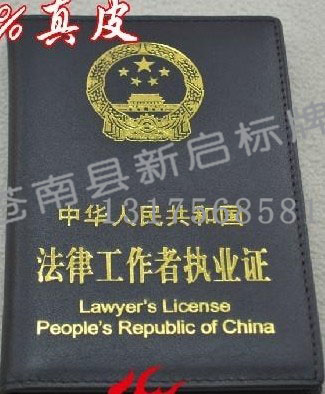 %真皮
苍南县新启标牌
1317568581
中华人民共和国
法律工作者执业证
Lawyer's License
People's Republic of China